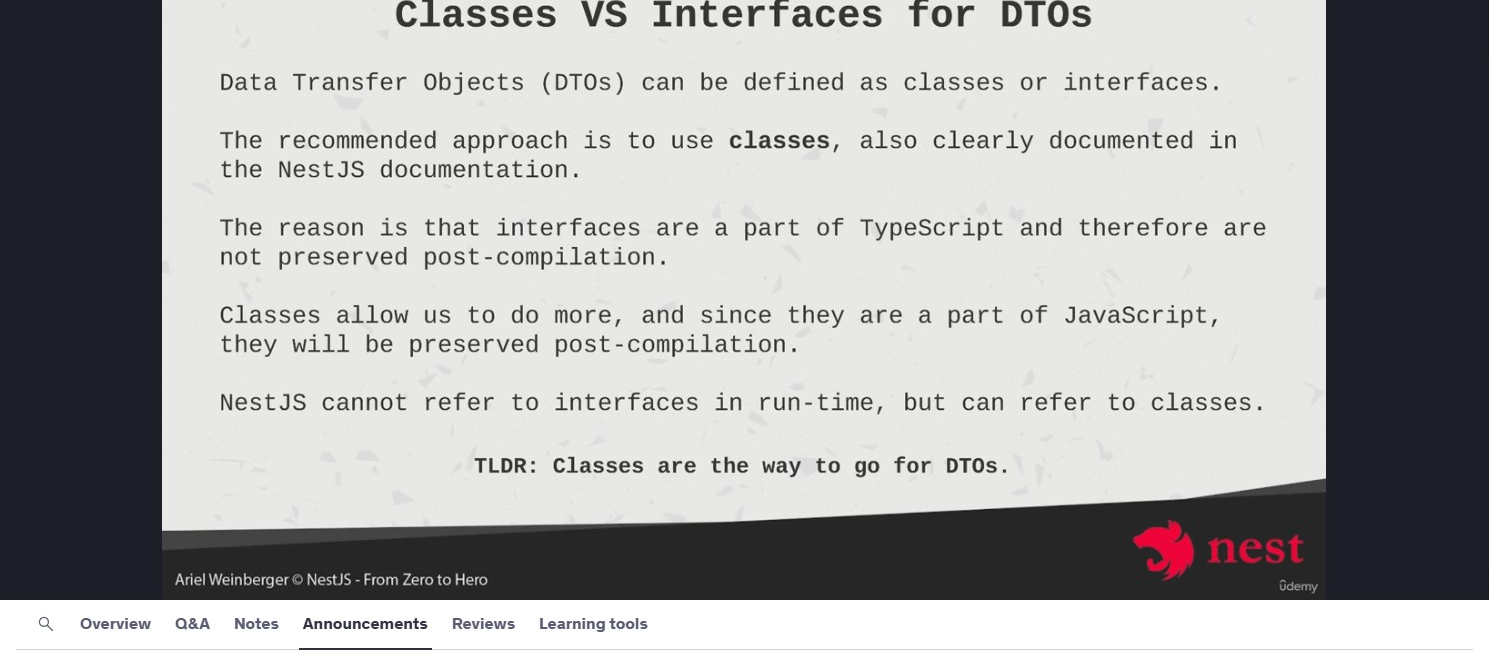 Classes VS Interfaces for DTOs
Data Transfer Objects (DTOs) can be defined as classes or interfaces.
The recommended approach is to use classes, also clearly documented in
the NestJS documentation.
The reason is that interfaces are a part of TypeScript and therefore are
not preserved post-compilation.
Classes allow us to do more, and since they are a part of JavaScript,
they will be preserved post-compilation.
NestJS cannot refer to interfaces in run-time, but can refer to classes.
TLDR: Classes are the way to go for DTOs.
nest
Ariel Weinberger © NestJS - From Zero to Hero
ûdemy
Overview Q&A Notes Announcements Reviews Learning tools